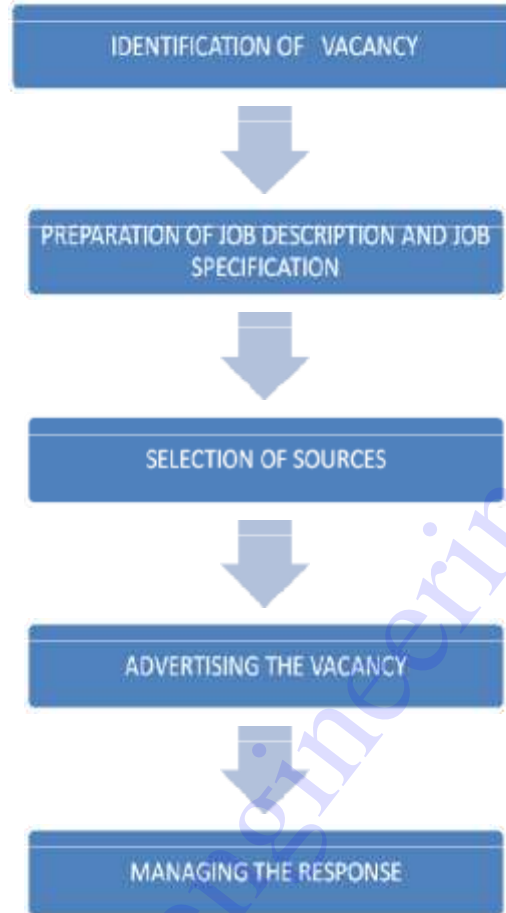 IDENTIFICATION OF VACANCY
PREPARATION OF JOB DESCRIPTION AND JOB
SPECIFICATION
SELECTION OF SOURCES
ADVERTISING THE VACANCY
MANAGING THE RESPONSE